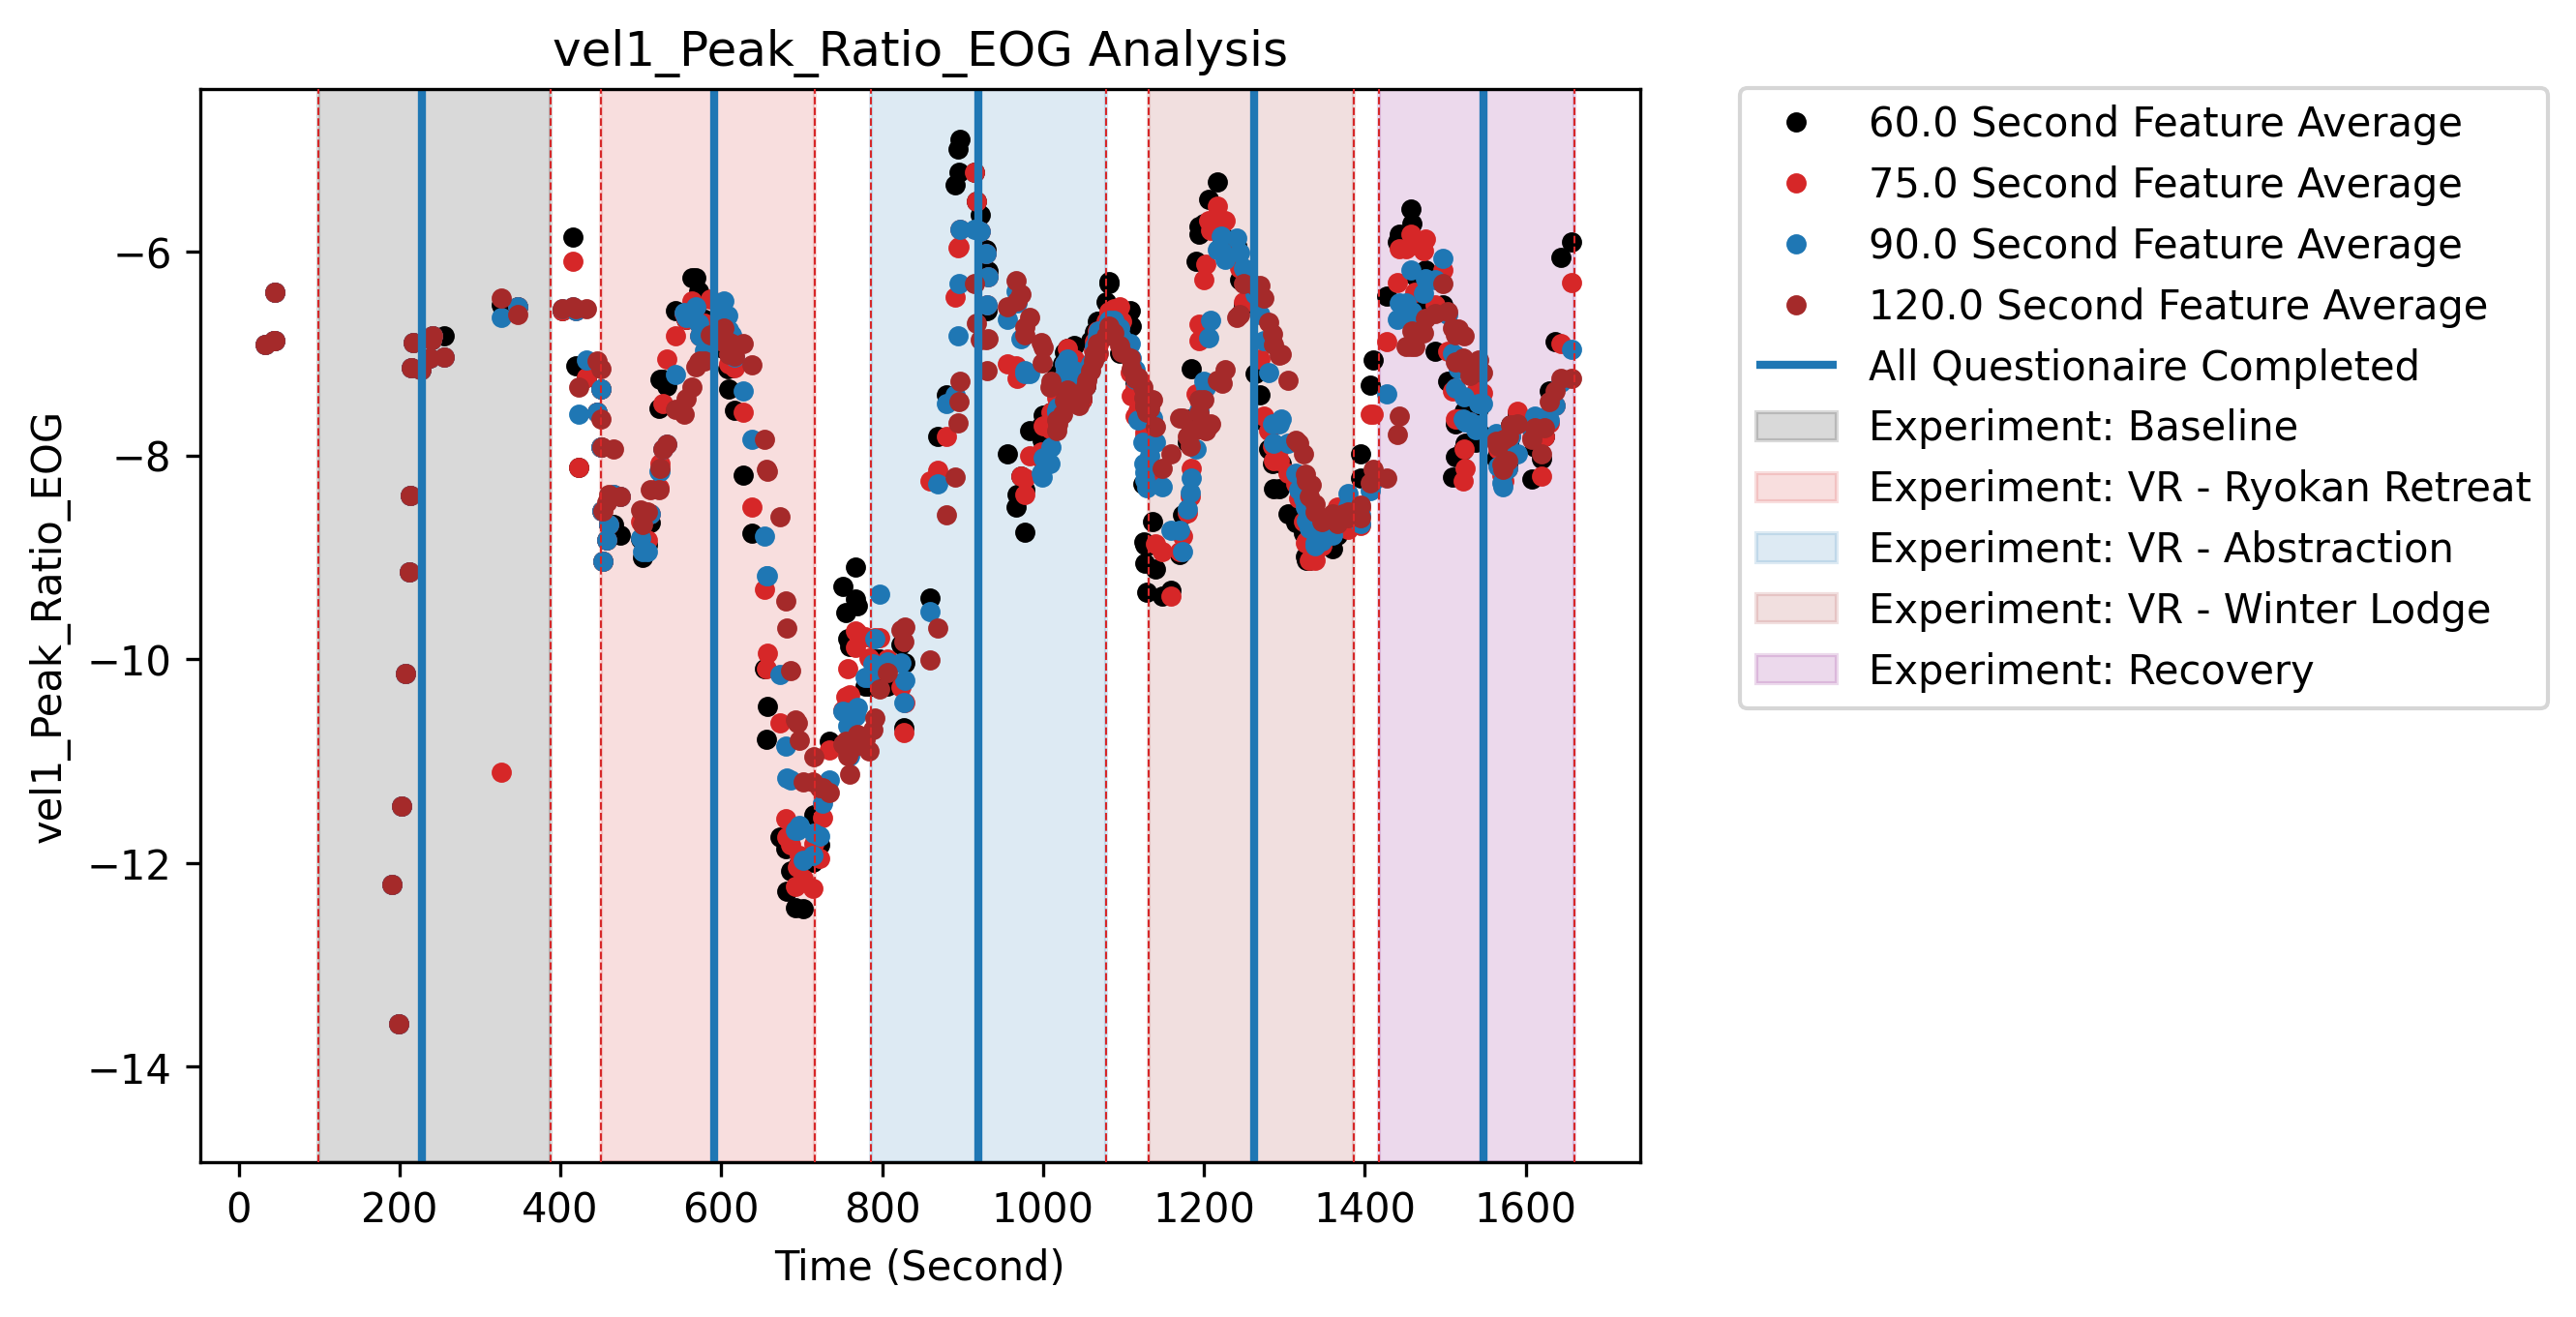 vel1_Peak_Ratio_EOG Analysis
vel1_Peak_Ratio_EOG
−6
−8
−10
−12
−14
0 200 400 600 800 1000 1200 1400 1600
Time (Second)
60.0 Second Feature Average
75.0 Second Feature Average
90.0 Second Feature Average
120.0 Second Feature Average
All Questionaire Completed
Experiment: Baseline
Experiment: VR - Ryokan Retreat
Experiment: VR - Abstraction
Experiment: VR - Winter Lodge
Experiment: Recovery